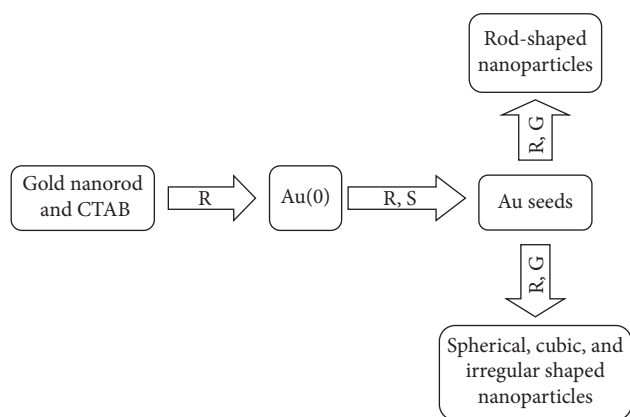 Rod-shaped
nanoparticles
R, G
Gold nanorod
and CTAB
R
Au(0)
R, S
Au seeds
R, G
Spherical, cubic, and
irregular shaped
nanoparticles